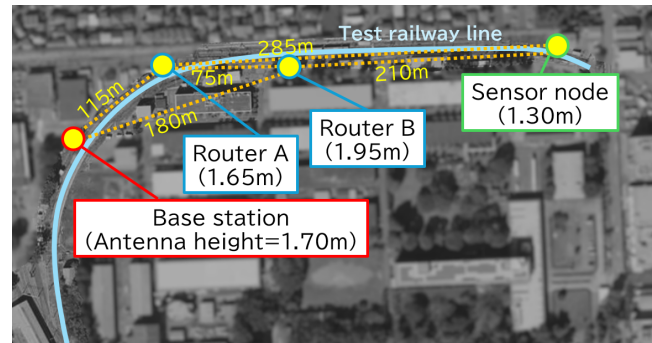 Test railway line
285m
75m
210m
115m
180m
Sensor node
(1.30m)
Router B
(1.95m)
Router A
(1.65m)
Base station
(Antenna height=1.70m)